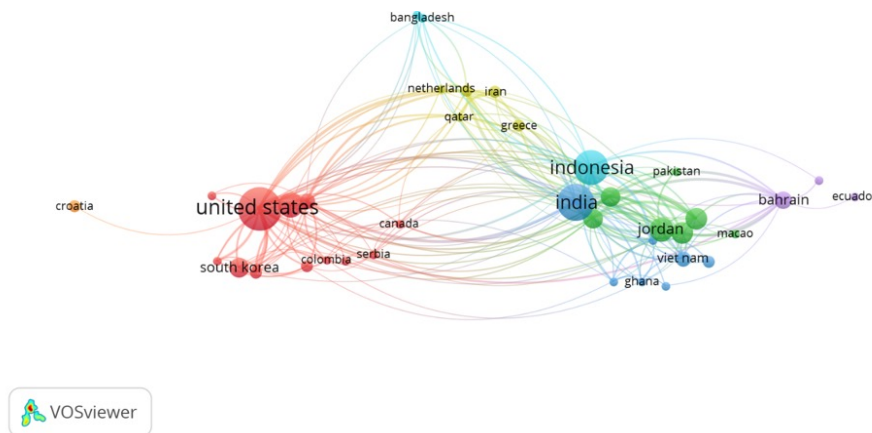 bangladesh
netherlands
iran
qatar
greece
indonesia
pakistan
india
croatia
united states
bahrain
ecuado
canada
jordan
macao
serbia
colombia
south korea
viet nam
ghana
VOSviewer